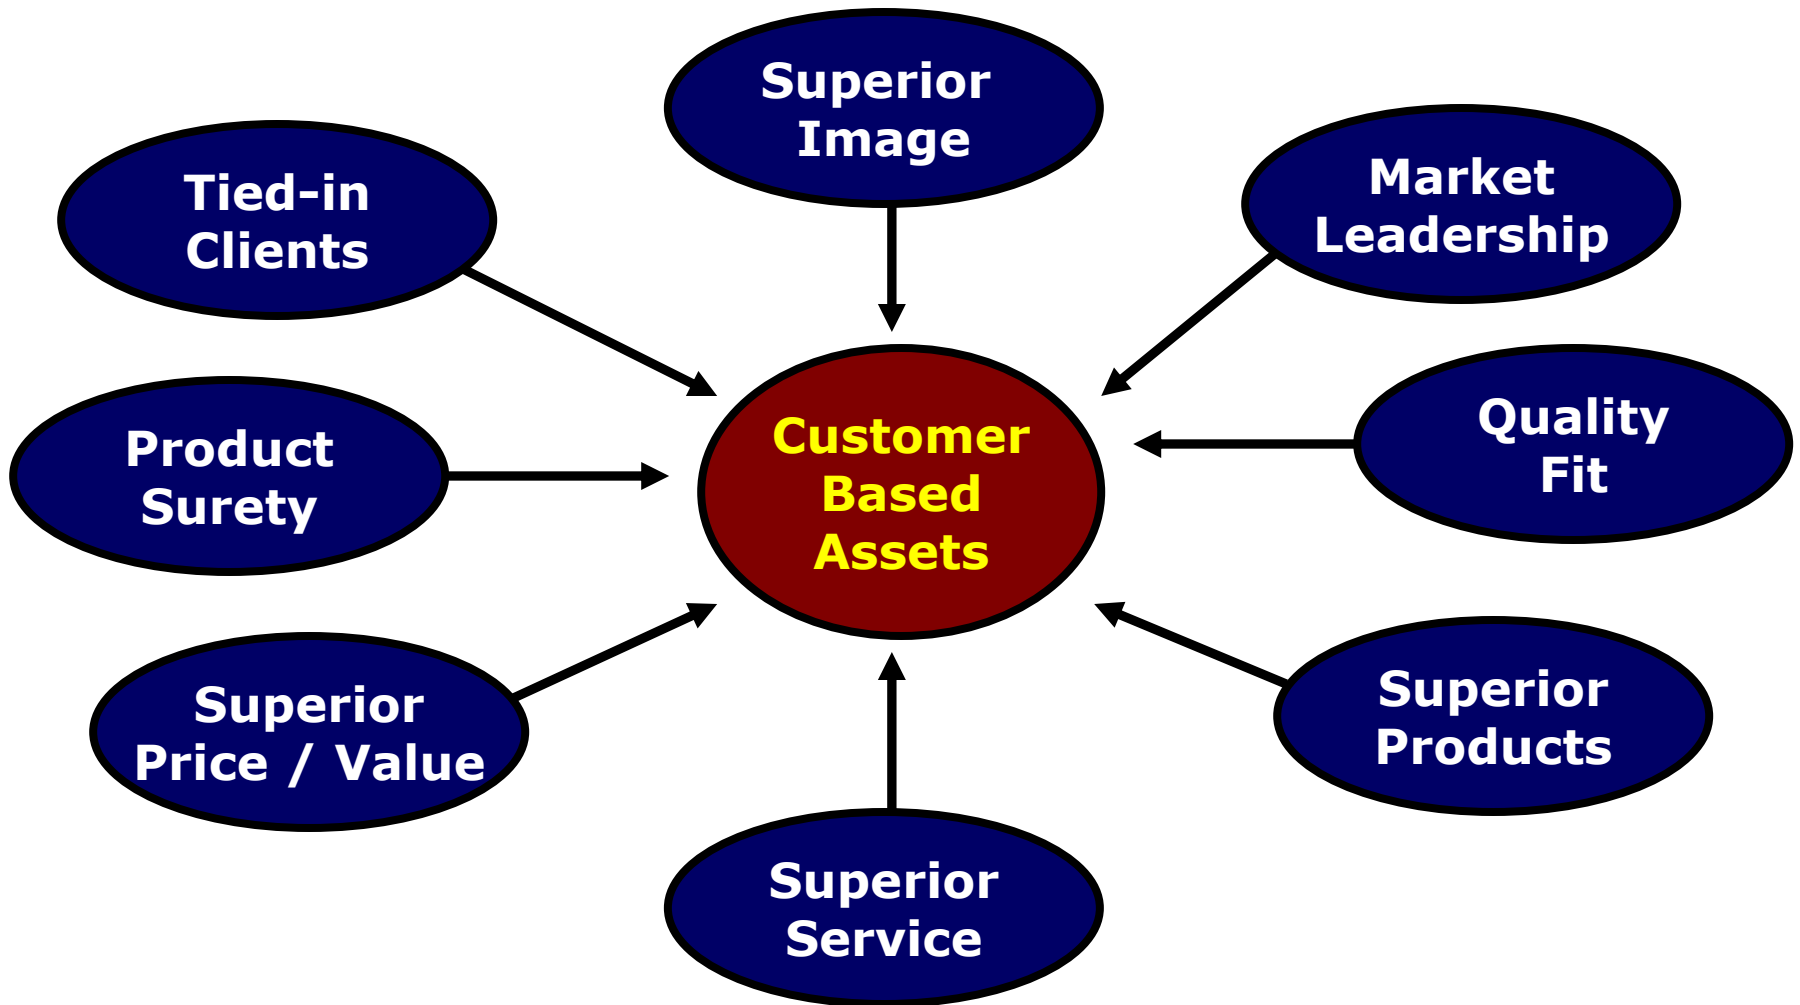 Superior
Image
Tied-in
Clients
Market
Leadership
Product
Surety
Customer
Based
Assets
Quality
Fit
Superior
Price / Value
Superior
Products
Superior
Service